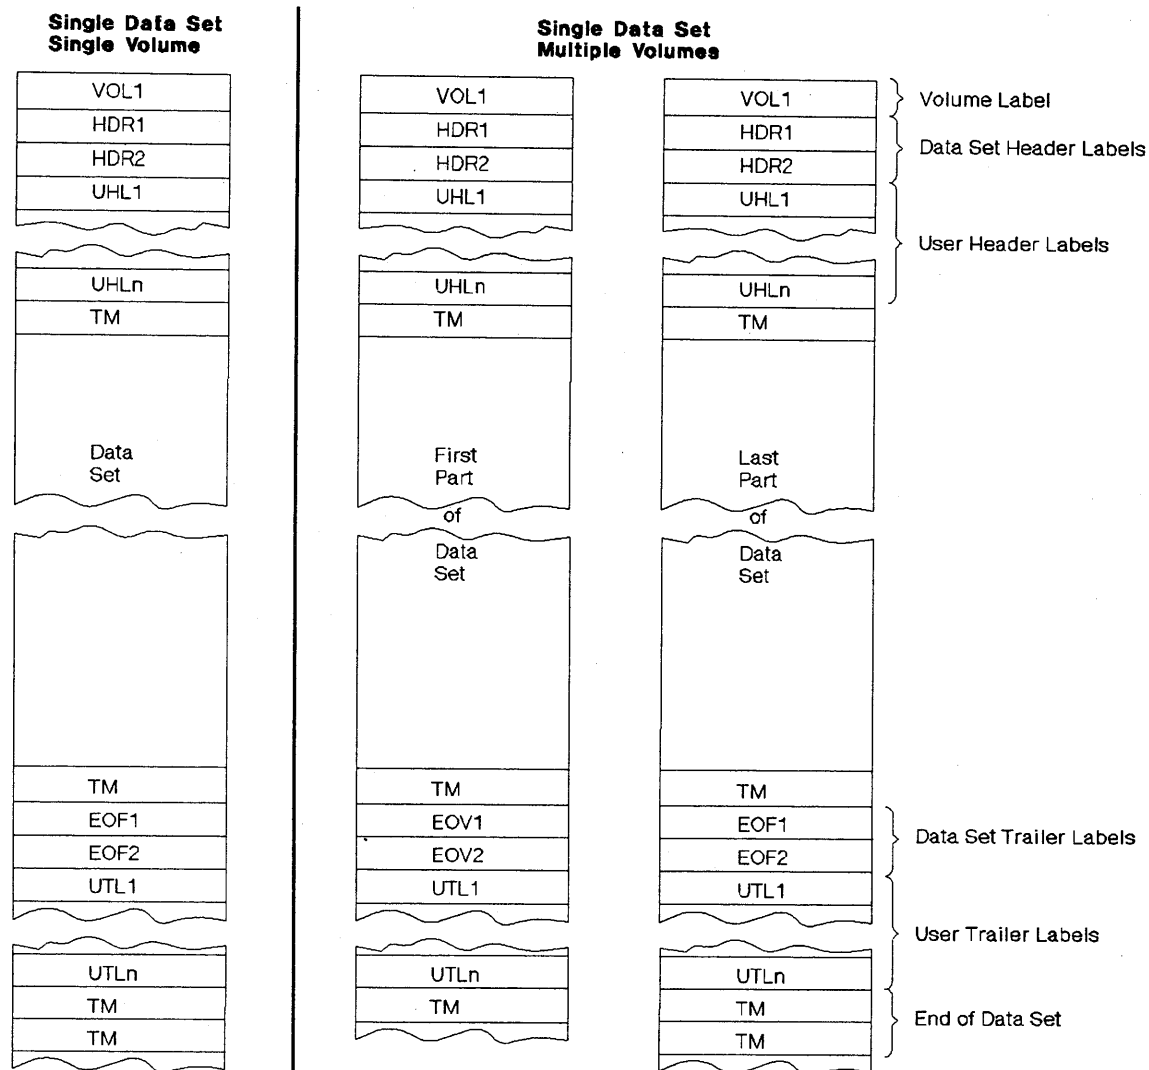 Single Data Set
Single Volume
VOL1
HDR1
HDR2
UHL1
UHLn
TM
Data
Set
TM
EOF1
EOF2
UTL1
UTLn
TM
TM
Single Data Set
Multiple Volumes
VOL1
HDR1
HDR2
UHL1
UHLn
TM
First
Part
of
Data
Set
TM
EOV1
EOV2
UTL1
UTLn
TM
VOL1
HDR1
HDR2
UHL1
UHLn
TM
Last
Part
of
Data
Set
TM
EOF1
EOF2
UTL1
UTLn
TM
TM
Volume Label
Data Set Header Labels
User Header Labels
Data Set Trailer Labels
User Trailer Labels
End of Data Set